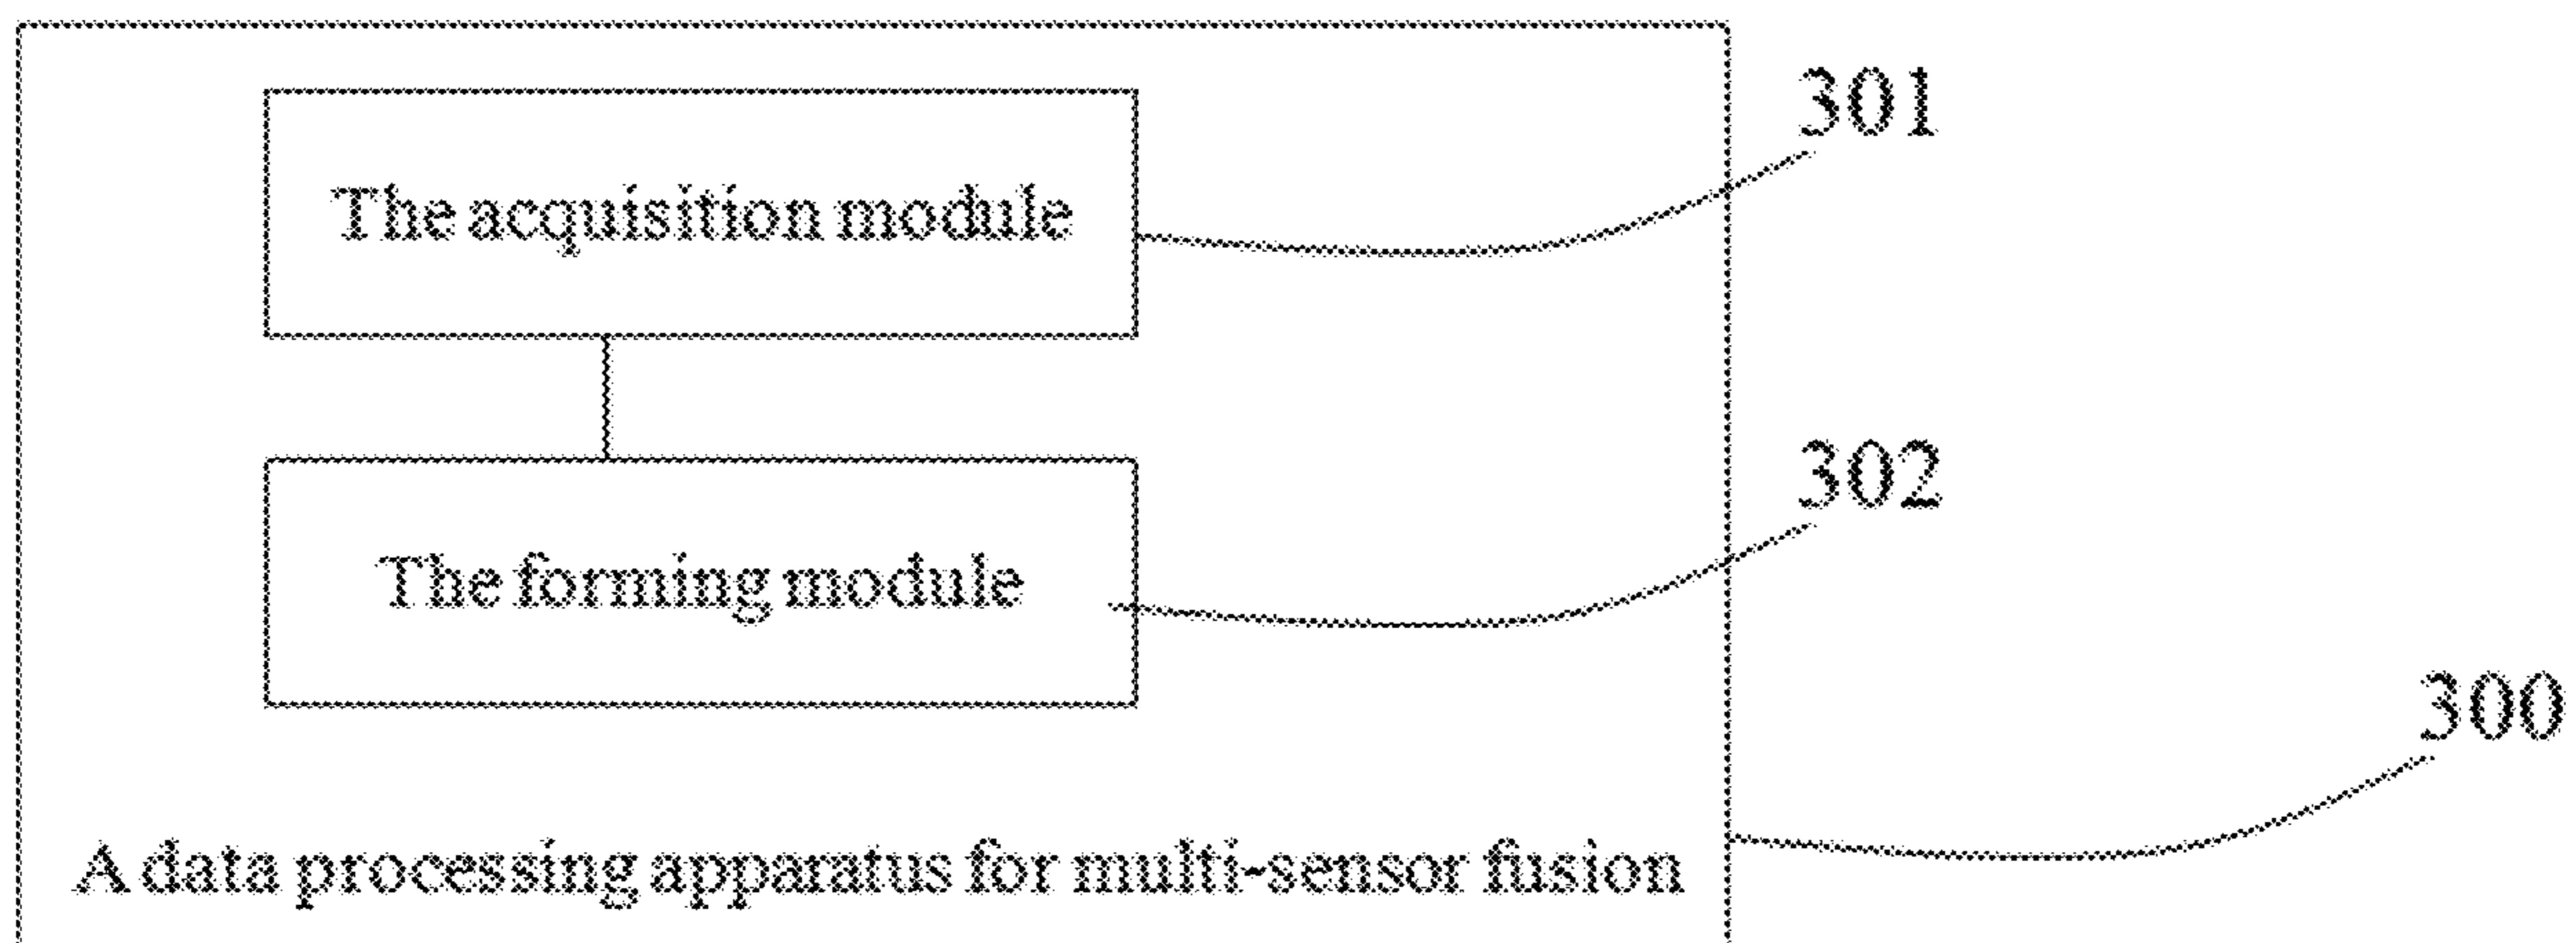 301
The acquisition module
302
The forming module
300
A data processing apparatus for multi-sensor fusion